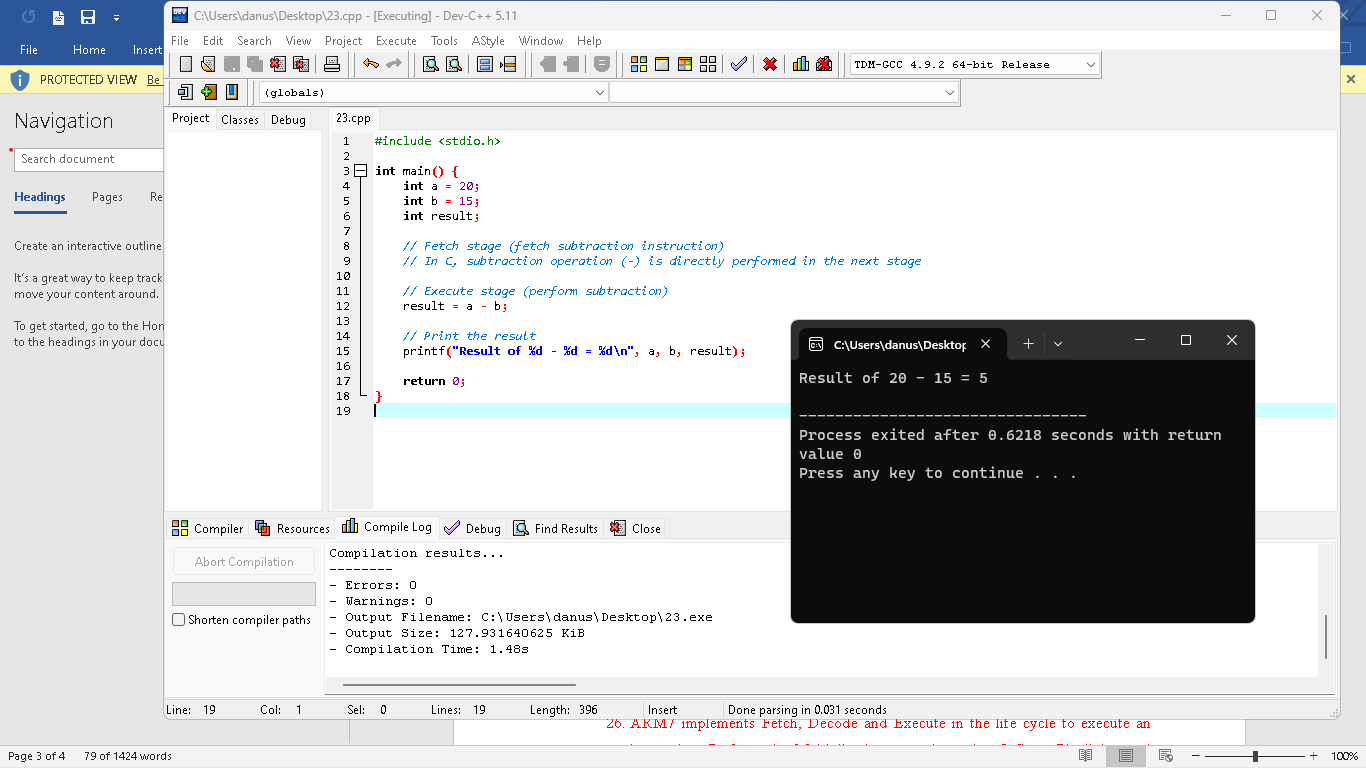 C:\Users\danus\Desktop\23.cpp - [Executing] - Dev-C++ 5.11
File Edit Search View Project Execute Tools AStyle Window Help
File Home Insert
PROTECTED VIEW Be
TDM-GCC 4.9.2 64-bit Release
(globals)
Navigation
Search document
Headings Pages Re
Create an interactive outline
It's a great way to keep track
move your content around.
To get started, go to the Hom
to the headings in your docu
Project Classes Debug
23.cpp
1 #include <stdio.h>
2
3 int main() {
4 int a = 20;
5 int b = 15;
6 int result;
7
8 // Fetch stage (fetch subtraction instruction)
9 // In C, subtraction operation (-) is directly performed in the next stage
10
11 // Execute stage (perform subtraction)
12 result = a - b;
13
14 // Print the result
15 printf("Result of %d - %d = %d\n", a, b, result);
16
17 return 0;
18 }
19
C:\Users\danus\Desktop
Result of 20 - 15 = 5
--------------------------------
Process exited after 0.6218 seconds with return
value 0
Press any key to continue . . .
Compiler Resources Compile Log Debug Find Results Close
Abort Compilation
Shorten compiler paths
Compilation results...
--------
- Errors: 0
- Warnings: 0
- Output Filename: C:\Users\danus\Desktop\23.exe
- Output Size: 127.931640625 KiB
- Compilation Time: 1.48s
Line: 19 Col: 1 Sel: 0 Lines: 19 Length: 396 Insert Done parsing in 0.031 seconds
26. ARM7 implements Fetch, Decode and Execute in the life cycle to execute an
Page 3 of 4 79 of 1424 words
100%